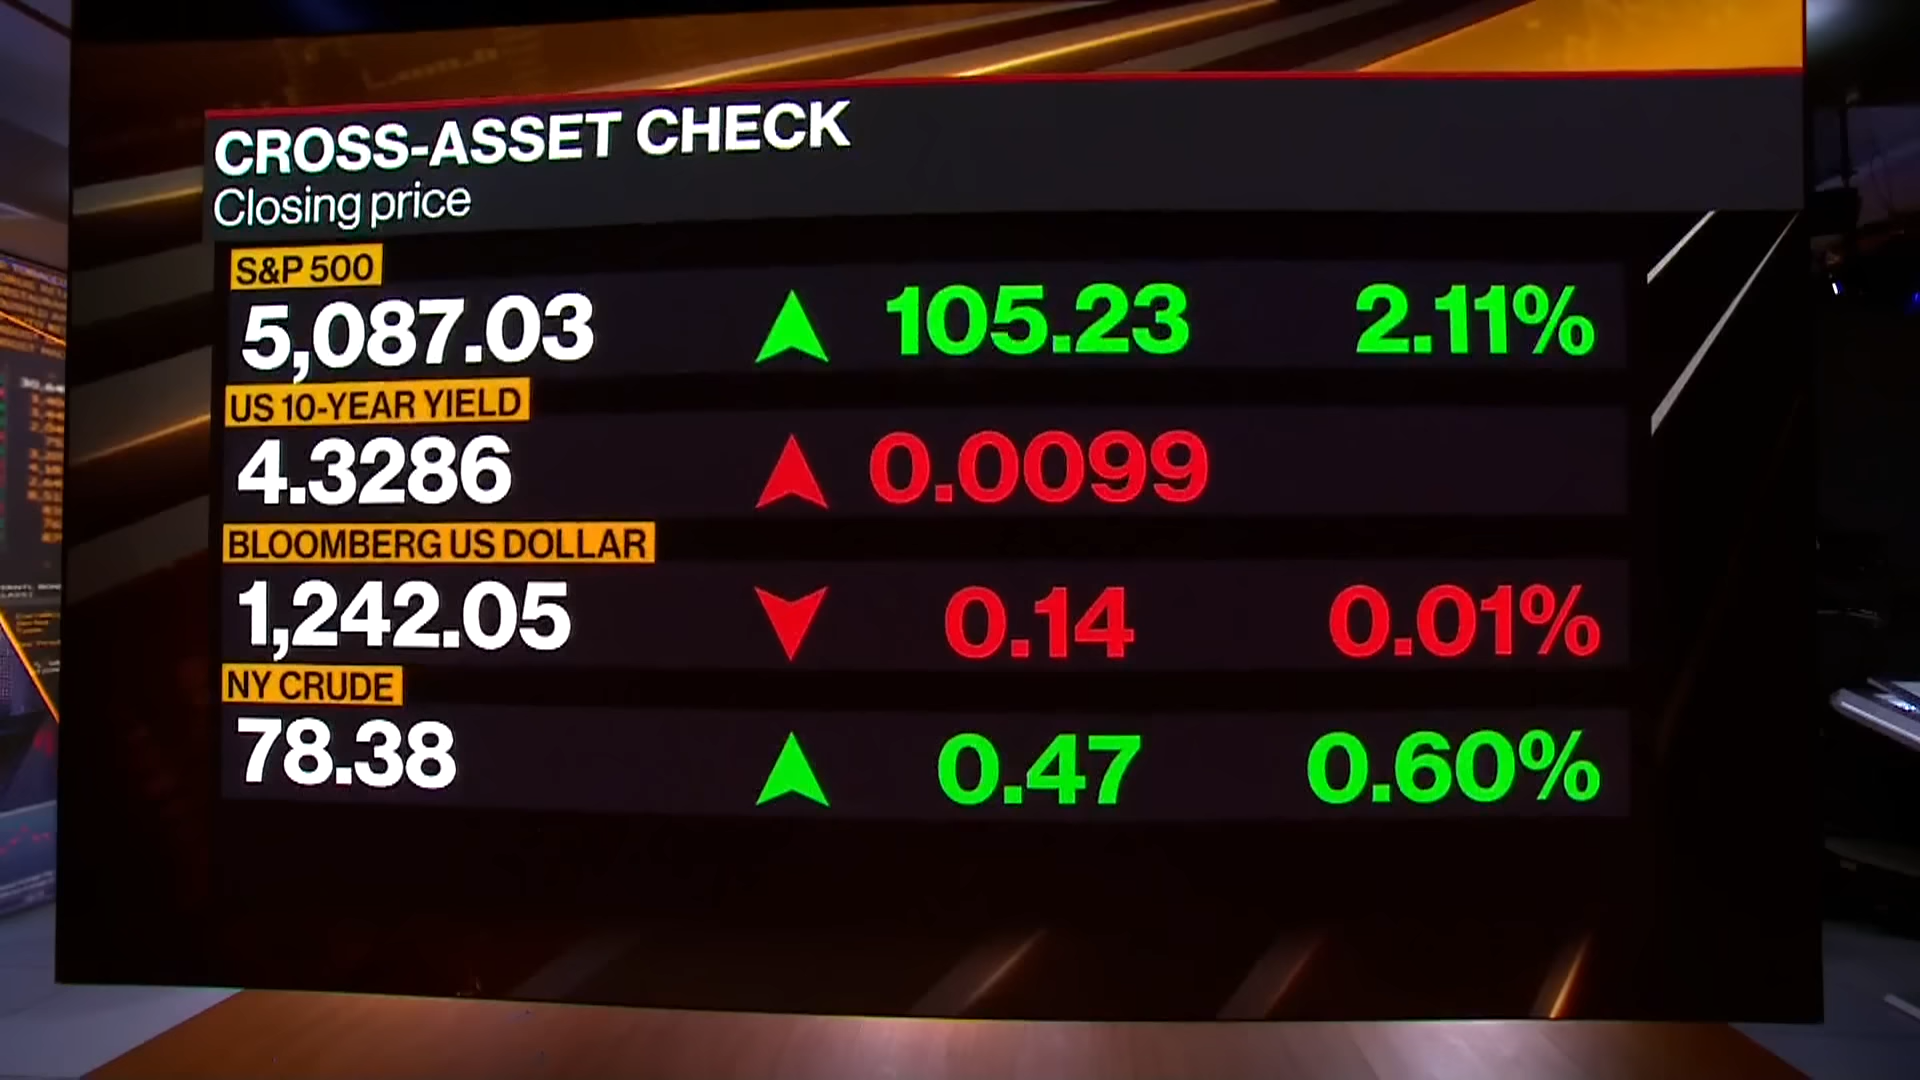 CROSS-ASSET CHECK
Closing price
S&P 500
5,087.03 ▲ 105.23 2.11%
US 10-YEAR YIELD
4.3286 ▲ 0.0099
BLOOMBERG US DOLLAR
1,242.05 ▼ 0.14 0.01%
NY CRUDE
78.38 ▲ 0.47 0.60%